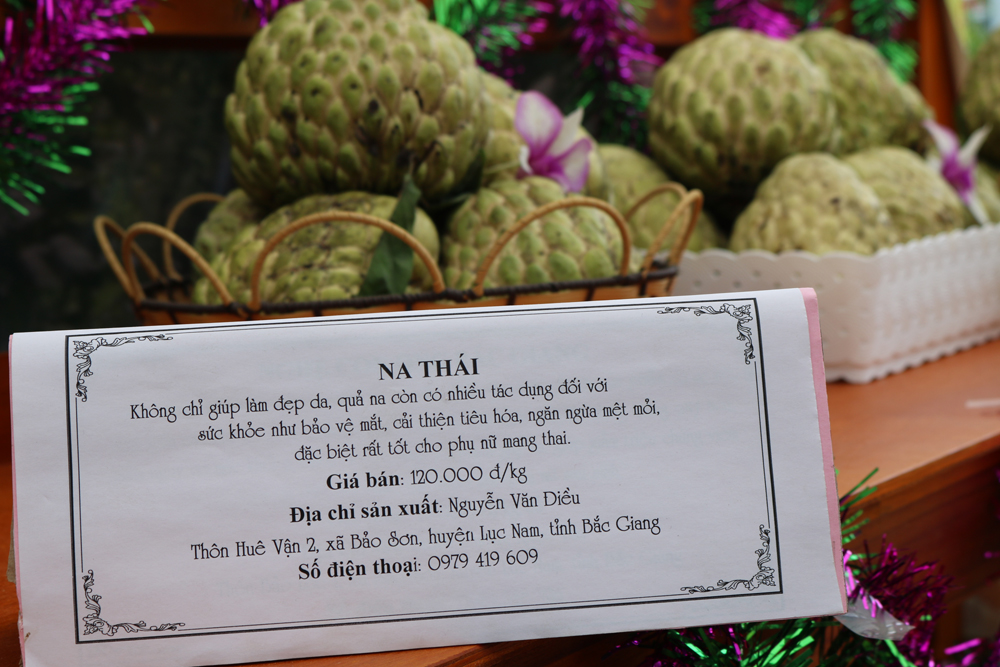 NA THÁI
Không chỉ giúp làm đẹp da, quả na còn có nhiều tác dụng đối với
sức khỏe như bảo vệ mắt, cải thiện tiêu hóa, ngăn ngừa mệt mỏi,
đặc biệt rất tốt cho phụ nữ mang thai.
Giá bán: 120.000 đ/kg
Địa chỉ sản xuất: Nguyễn Văn Điều
Thôn Huê Vận 2, xã Bảo Sơn, huyện Lục Nam, tỉnh Bắc Giang
Số điện thoại: 0979 419 609